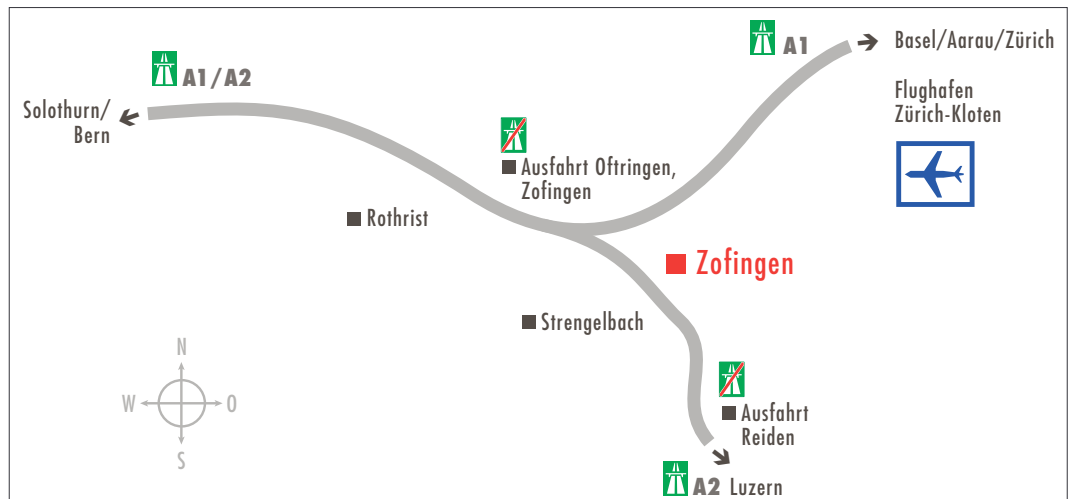 A1/A2
Solothurn/
Bern
A1
Basel/Aarau/Zürich
Flughafen
Zürich-Kloten
Ausfahrt Oftringen,
Zofingen
Rothrist
Zofingen
Strengelbach
N
W
O
S
Ausfahrt
Reiden
A2 Luzern